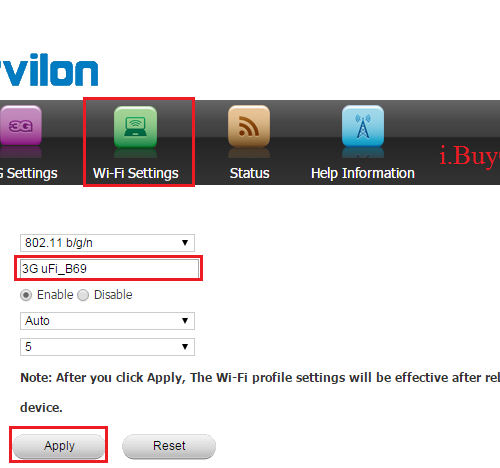 vilon
3G
G Settings
Wi-Fi Settings
Status
Help Information
i.Buy
802.11 b/g/n
3G uFi_B69
Enable Disable
Auto
5
Note: After you click Apply, The Wi-Fi profile settings will be effective after rel
device.
Apply
Reset